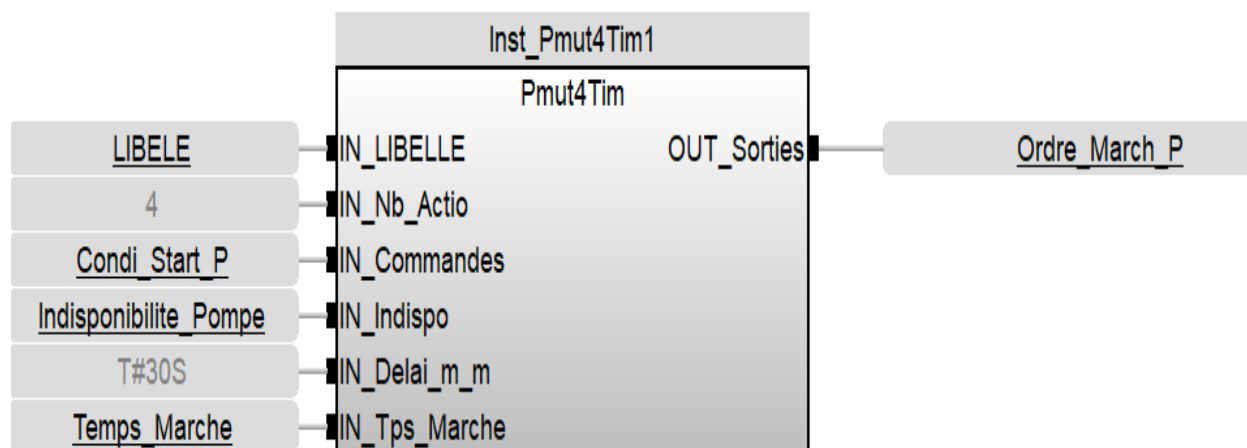 Inst_Pmut4Tim1
Pmut4Tim
LIBELE IN_LIBELLE OUT_Sorties Ordre_March_P
4 IN_Nb_Actio
Condi_Start_P IN_Commandes
Indisponibilite_Pompe IN_Indispo
T#30S IN_Delai_m_m
Temps_Marche IN_Tps_Marche